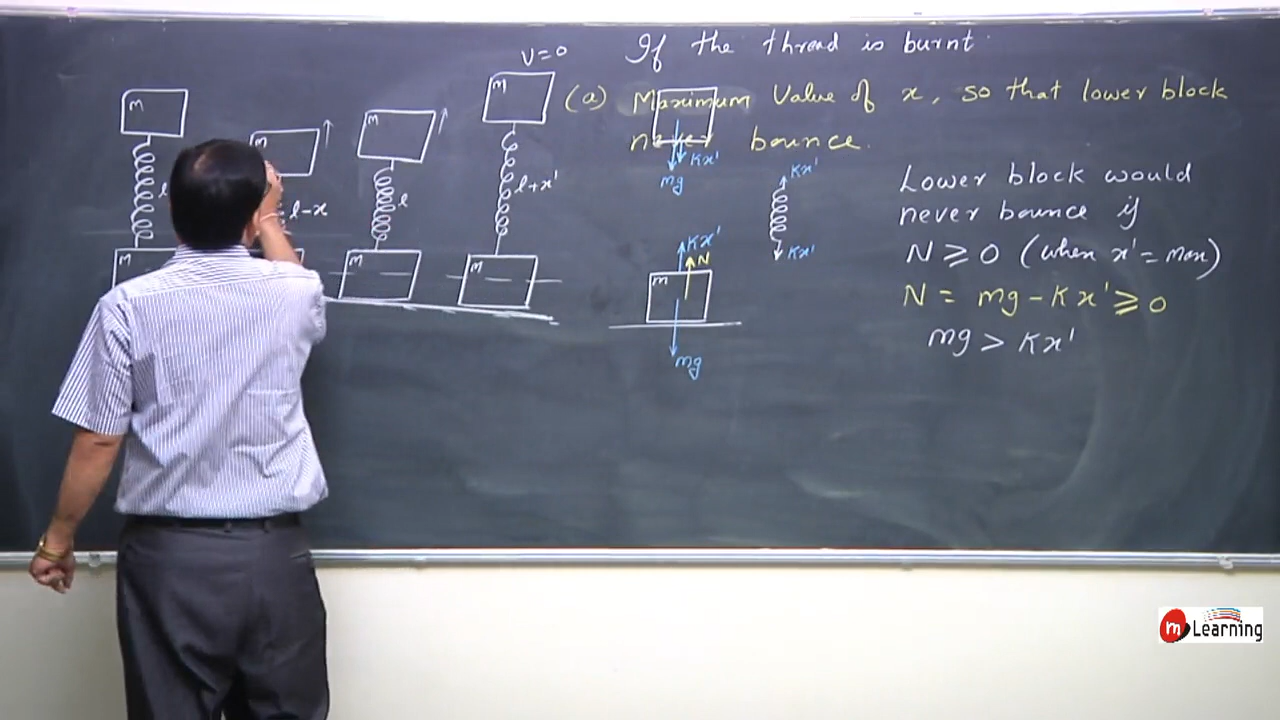 If the thread is burnt.
(a) Maximum Value of x, so that lower block
never bounce.
v=0
m
m
m
m
l
l-x
l
l+x'
m
m
m
Kx'
mg
Kx'
Kx'
Kx'
N
m
mg
Lower block would
never bounce if
N ⩾ 0 (when x' = max)
N = mg - Kx' ⩾ 0
mg > Kx'
m Learning